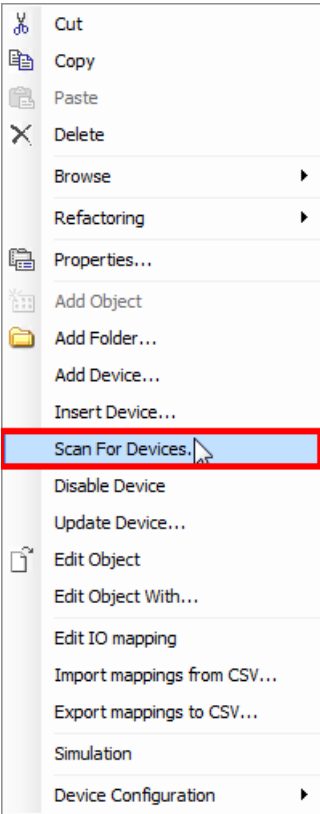 Cut
Copy
Paste
Delete
Browse
Refactoring
Properties...
Add Object
Add Folder...
Add Device...
Insert Device...
Scan For Devices.
Disable Device
Update Device...
Edit Object
Edit Object With...
Edit IO mapping
Import mappings from CSV...
Export mappings to CSV...
Simulation
Device Configuration